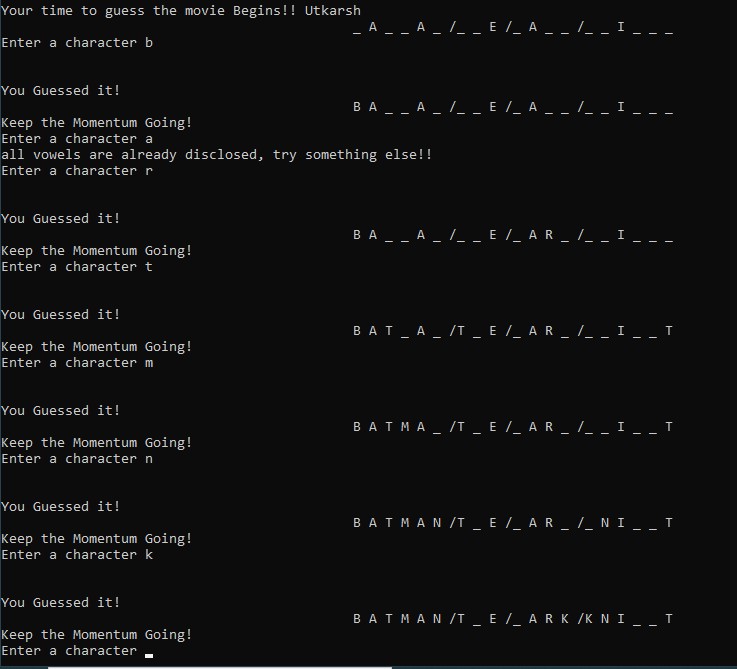 Your time to guess the movie Begins!! Utkarsh
_ A _ _ A _ /_ _ E /_ A _ _ /_ _ I _ _ _
Enter a character b
You Guessed it!
B A _ _ A _ /_ _ E /_ A _ _ /_ _ I _ _ _
Keep the Momentum Going!
Enter a character a
all vowels are already disclosed, try something else!!
Enter a character r
You Guessed it!
B A _ _ A _ /_ _ E /_ A R _ /_ _ I _ _ _
Keep the Momentum Going!
Enter a character t
You Guessed it!
B A T _ A _ /T _ E /_ A R _ /_ _ I _ _ T
Keep the Momentum Going!
Enter a character m
You Guessed it!
B A T M A _ /T _ E /_ A R _ /_ _ I _ _ T
Keep the Momentum Going!
Enter a character n
You Guessed it!
B A T M A N /T _ E /_ A R _ /_ N I _ _ T
Keep the Momentum Going!
Enter a character k
You Guessed it!
B A T M A N /T _ E /_ A R K /K N I _ _ T
Keep the Momentum Going!
Enter a character